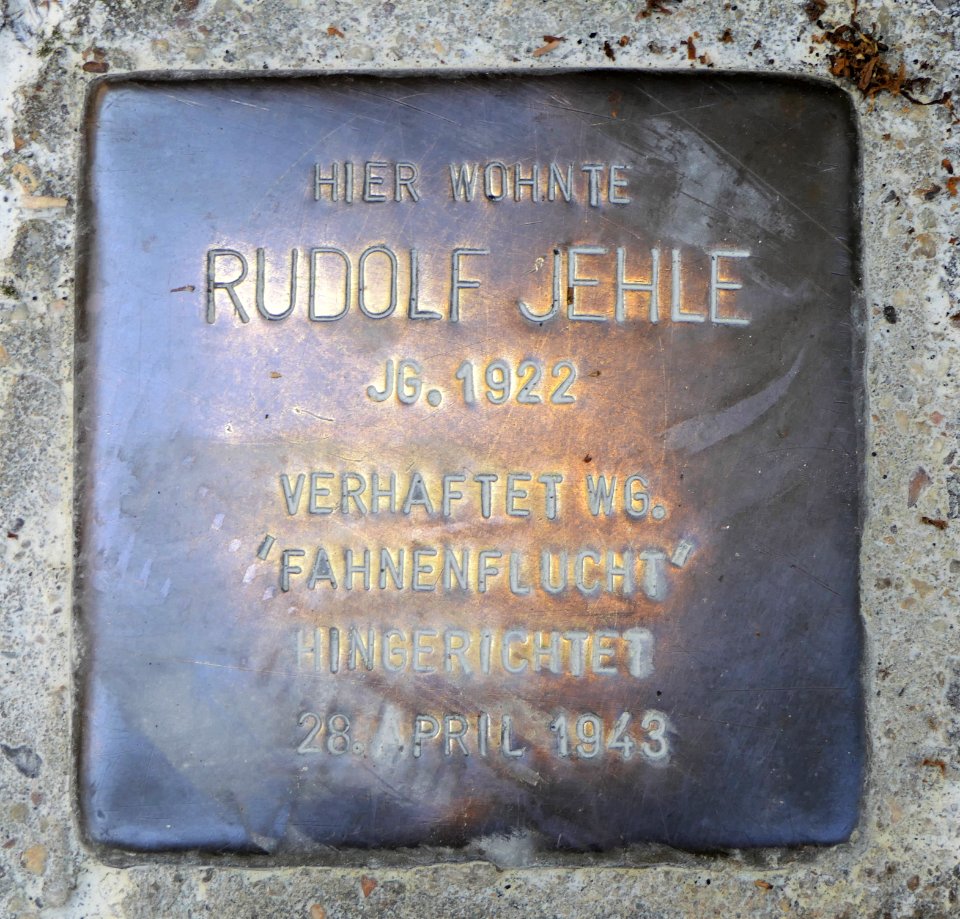 HIER WOHNTE
RUDOLF JEHLE
JG. 1922
VERHAFTET WG.
'FAHNENFLUCHT'
HINGERICHTET
28. APRIL 1943